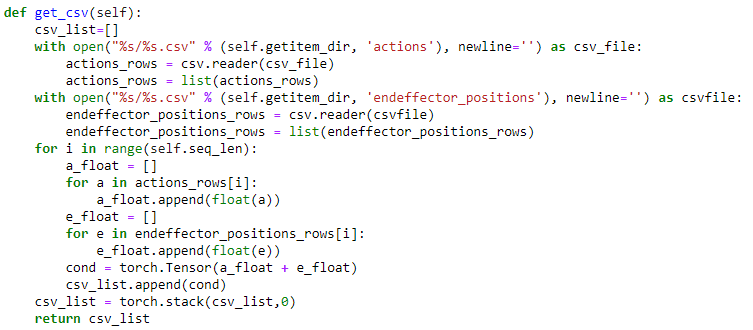 def get_csv(self):
    csv_list=[]
    with open("%s/%s.csv" % (self.getitem_dir, 'actions'), newline='') as csv_file:
        actions_rows = csv.reader(csv_file)
        actions_rows = list(actions_rows)
    with open("%s/%s.csv" % (self.getitem_dir, 'endeffector_positions'), newline='') as csvfile:
        endeffector_positions_rows = csv.reader(csvfile)
        endeffector_positions_rows = list(endeffector_positions_rows)
    for i in range(self.seq_len):
        a_float = []
        for a in actions_rows[i]:
            a_float.append(float(a))
        e_float = []
        for e in endeffector_positions_rows[i]:
            e_float.append(float(e))
        cond = torch.Tensor(a_float + e_float)
        csv_list.append(cond)
    csv_list = torch.stack(csv_list,0)
    return csv_list